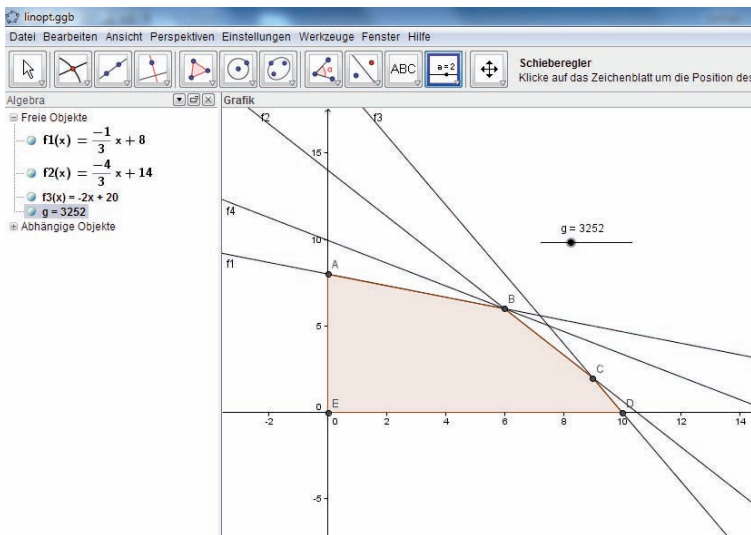 linopt.ggb
Datei Bearbeiten Ansicht Perspektiven Einstellungen Werkzeuge Fenster Hilfe
ABC
a=2
Schieberegler
Klicke auf das Zeichenblatt um die Position des
Algebra
Grafik
Freie Objekte
f1(x) = -1/3 x + 8
f2(x) = -4/3 x + 14
f3(x) = -2x + 20
g = 3252
Abhängige Objekte
f2
f3
15
g = 3252
f4
10
f1
A
B
5
C
0
E
D
-2
0
2
4
6
8
10
12
14
-5